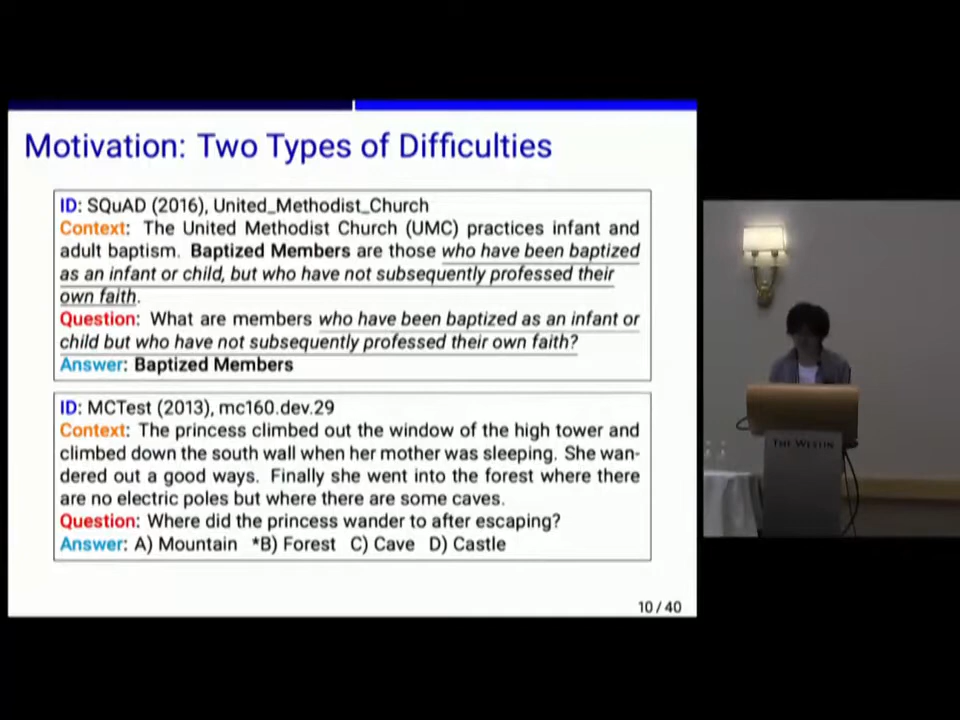 Motivation: Two Types of Difficulties
ID: SQuAD (2016), United_Methodist_Church
Context: The United Methodist Church (UMC) practices infant and
adult baptism. Baptized Members are those who have been baptized
as an infant or child, but who have not subsequently professed their
own faith.
Question: What are members who have been baptized as an infant or
child but who have not subsequently professed their own faith?
Answer: Baptized Members
ID: MCTest (2013), mc160.dev.29
Context: The princess climbed out the window of the high tower and
climbed down the south wall when her mother was sleeping. She wan-
dered out a good ways. Finally she went into the forest where there
are no electric poles but where there are some caves.
Question: Where did the princess wander to after escaping?
Answer: A) Mountain *B) Forest C) Cave D) Castle
10 / 40
THE WESTIN